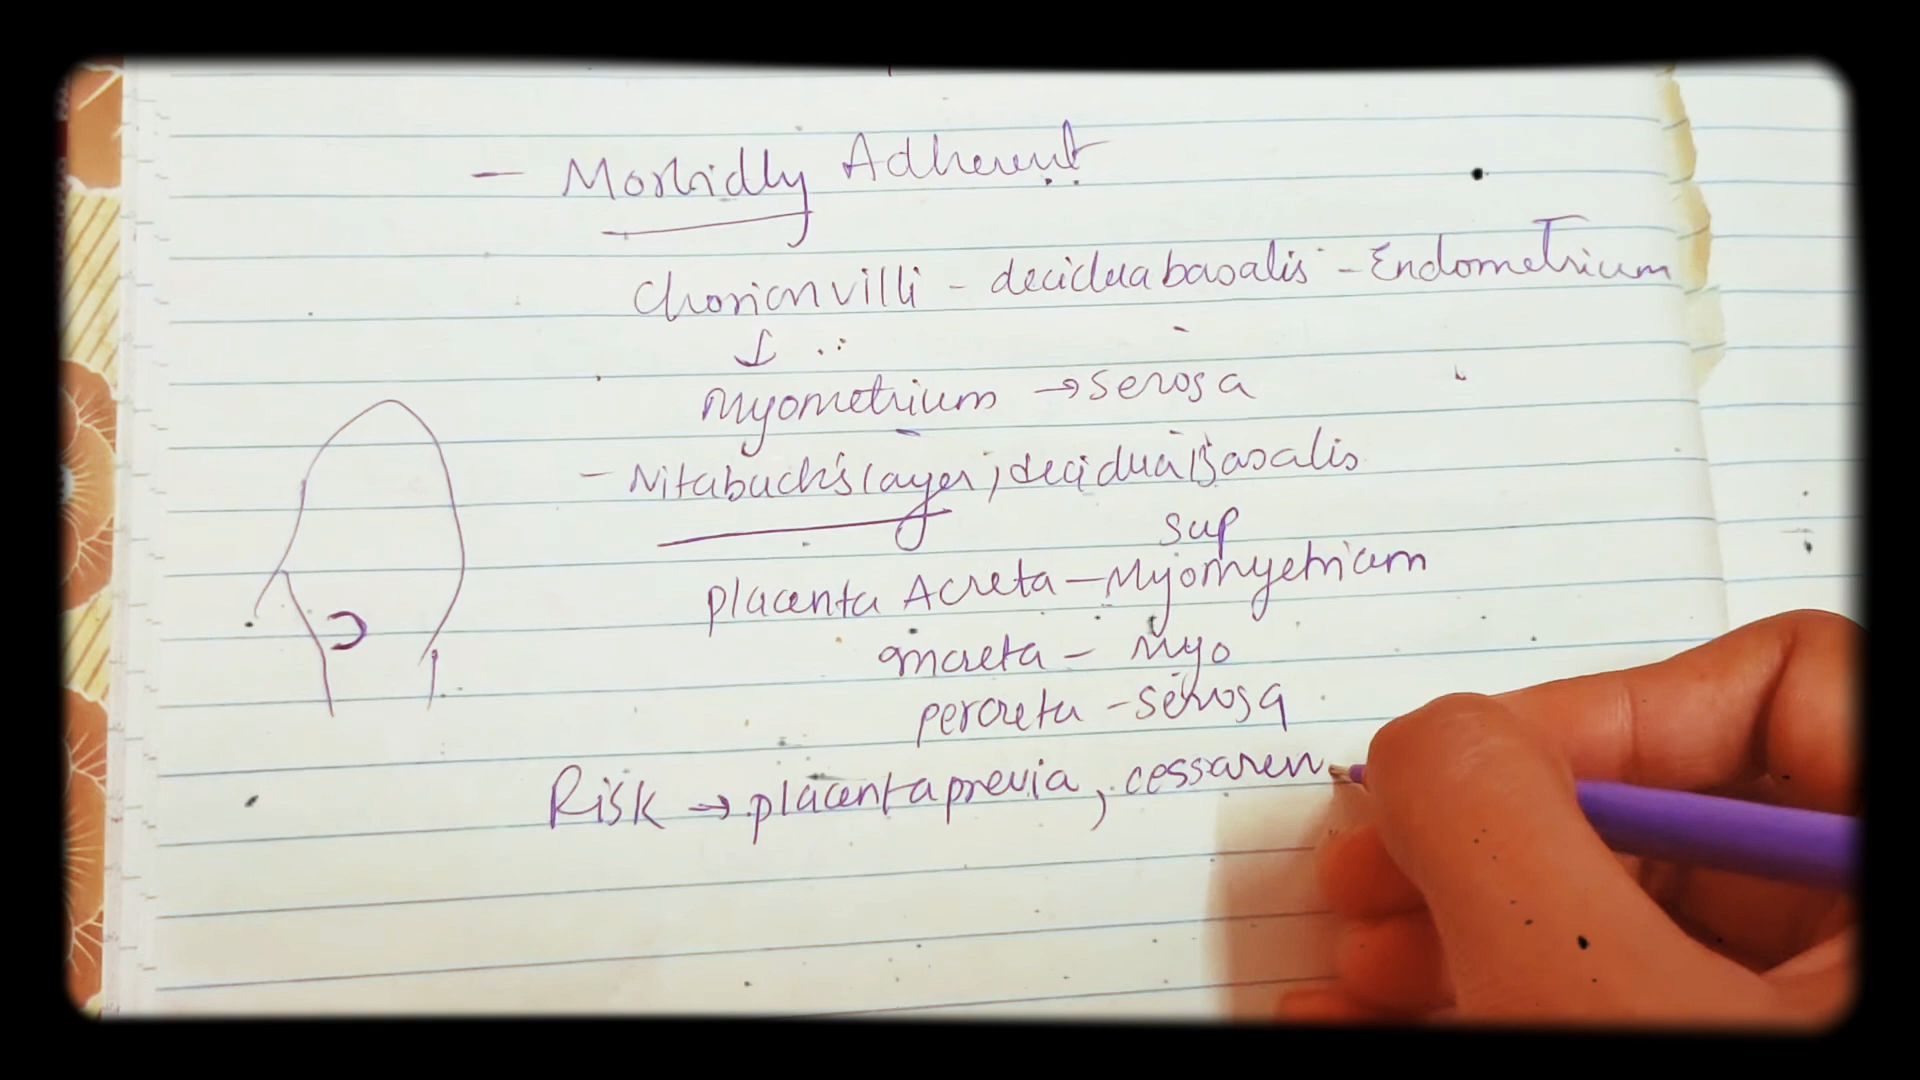 - Morbidly Adherent
Chorion villi - decidua basalis - Endometrium
↓
myometrium → serosa
- Nitabuch's layer, decidua Basalis
sup
placenta Acreta - Myomyetrium
increta - Myo
percreta - serosa
Risk → placenta previa, cessaren